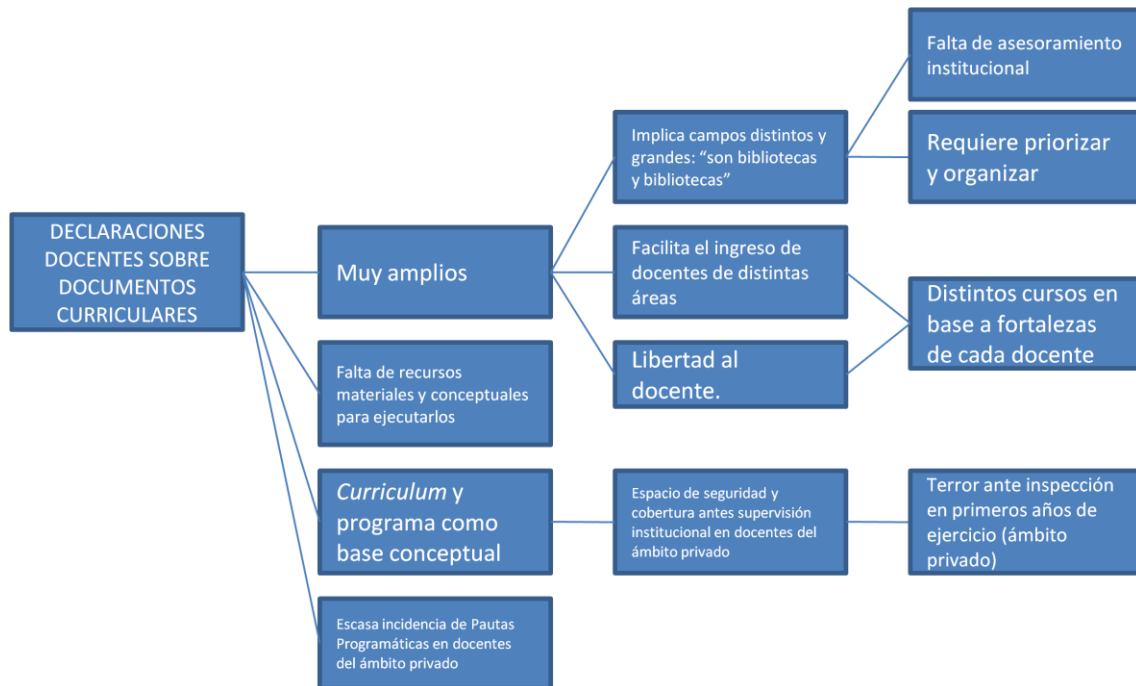 DECLARACIONES
DOCENTES SOBRE
DOCUMENTOS
CURRICULARES
Muy amplios
Implica campos distintos y
grandes: “son bibliotecas
y bibliotecas”
Falta de asesoramiento
institucional
Requiere priorizar
y organizar
Facilita el ingreso de
docentes de distintas
áreas
Libertad al
docente.
Distintos cursos en
base a fortalezas
de cada docente
Falta de recursos
materiales y conceptuales
para ejecutarlos
Curriculum y
programa como
base conceptual
Espacio de seguridad y
cobertura antes supervisión
institucional en docentes del
ámbito privado
Terror ante inspección
en primeros años de
ejercicio (ámbito
privado)
Escasa incidencia de Pautas
Programáticas en docentes
del ámbito privado